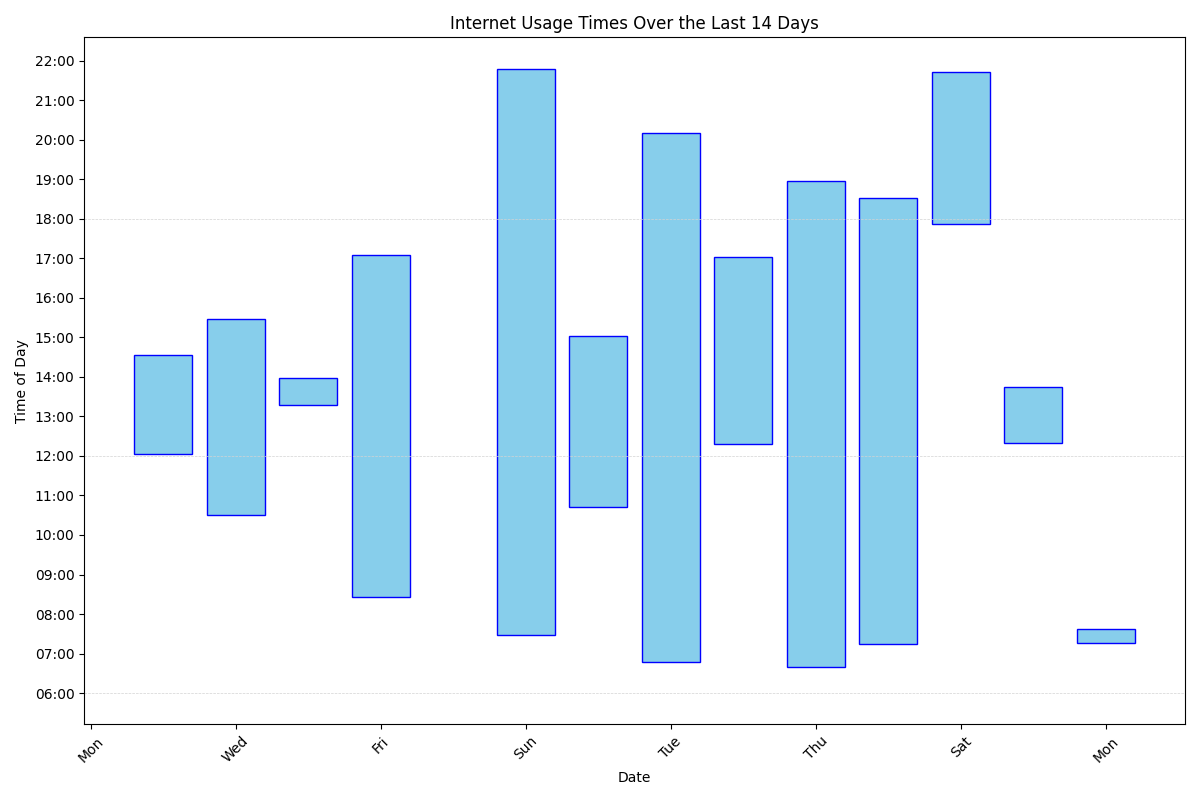 Internet Usage Times Over the Last 14 Days
22:00
21:00
20:00
19:00
18:00
17:00
16:00
15:00
14:00
13:00
12:00
11:00
10:00
09:00
08:00
07:00
06:00
Time of Day
Mon
Wed
Fri
Sun
Tue
Thu
Sat
Mon
Date